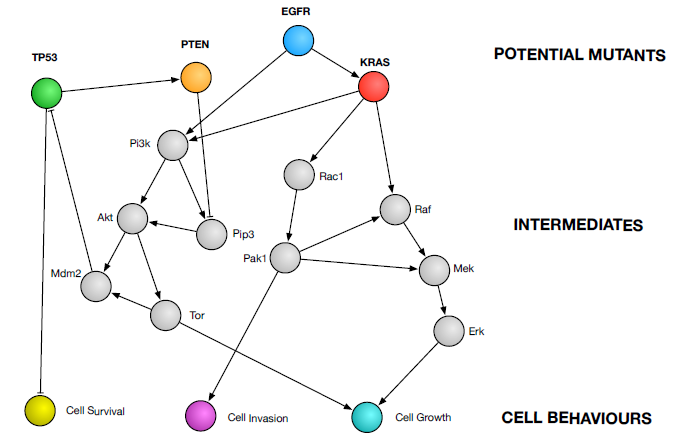 EGFR
PTEN
TP53
POTENTIAL MUTANTS
KRAS
Pi3k
Rac1
Raf
Akt
INTERMEDIATES
Pip3
Pak1
Mek
Mdm2
Tor
Erk
Cell Survival
Cell Invasion
Cell Growth
CELL BEHAVIOURS